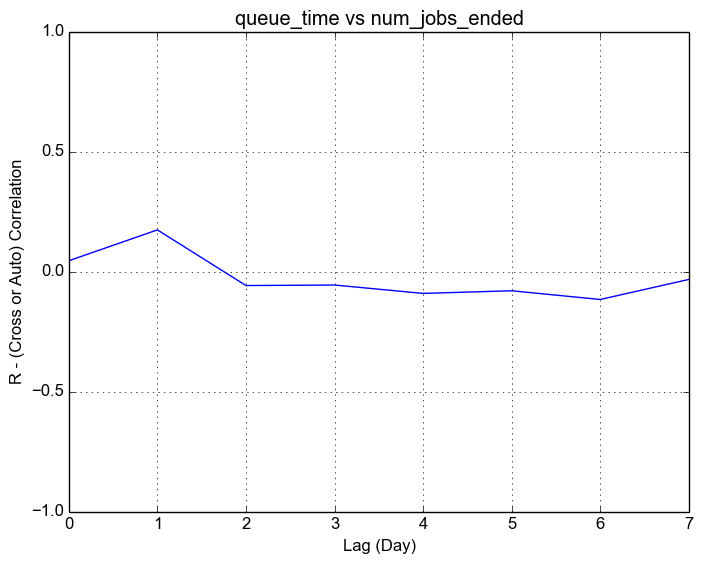 queue_time vs num_jobs_ended
1.0
0.5
0.0
−0.5
−1.0
R - (Cross or Auto) Correlation
0 1 2 3 4 5 6 7
Lag (Day)